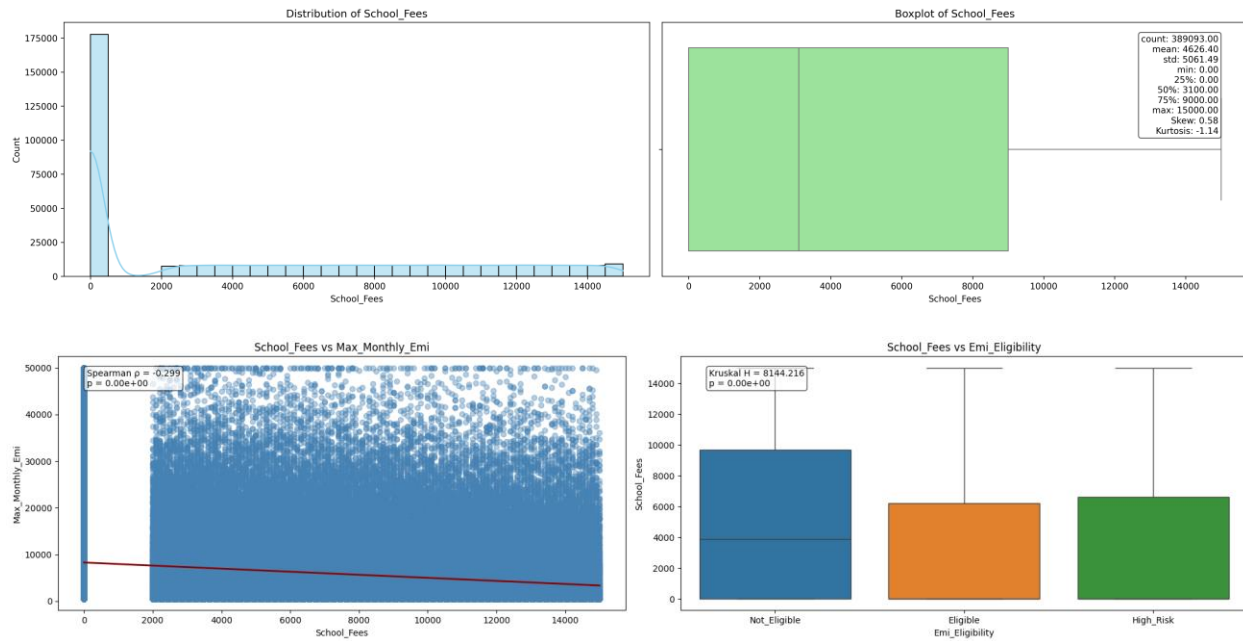 Distribution of School_Fees
175000
150000
125000
100000
75000
50000
25000
0
Count
0 2000 4000 6000 8000 10000 12000 14000
School_Fees
Boxplot of School_Fees
count: 389093.00
mean: 4626.40
std: 5061.49
min: 0.00
25%: 0.00
50%: 3100.00
75%: 9000.00
max: 15000.00
Skew: 0.58
Kurtosis: -1.14
0 2000 4000 6000 8000 10000 12000 14000
School_Fees
School_Fees vs Max_Monthly_Emi
Spearman ρ = -0.299
p = 0.00e+00
50000
40000
30000
20000
10000
0
Max_Monthly_Emi
0 2000 4000 6000 8000 10000 12000 14000
School_Fees
School_Fees vs Emi_Eligibility
Kruskal H = 8144.216
p = 0.00e+00
14000
12000
10000
8000
6000
4000
2000
0
School_Fees
Not_Eligible Eligible High_Risk
Emi_Eligibility